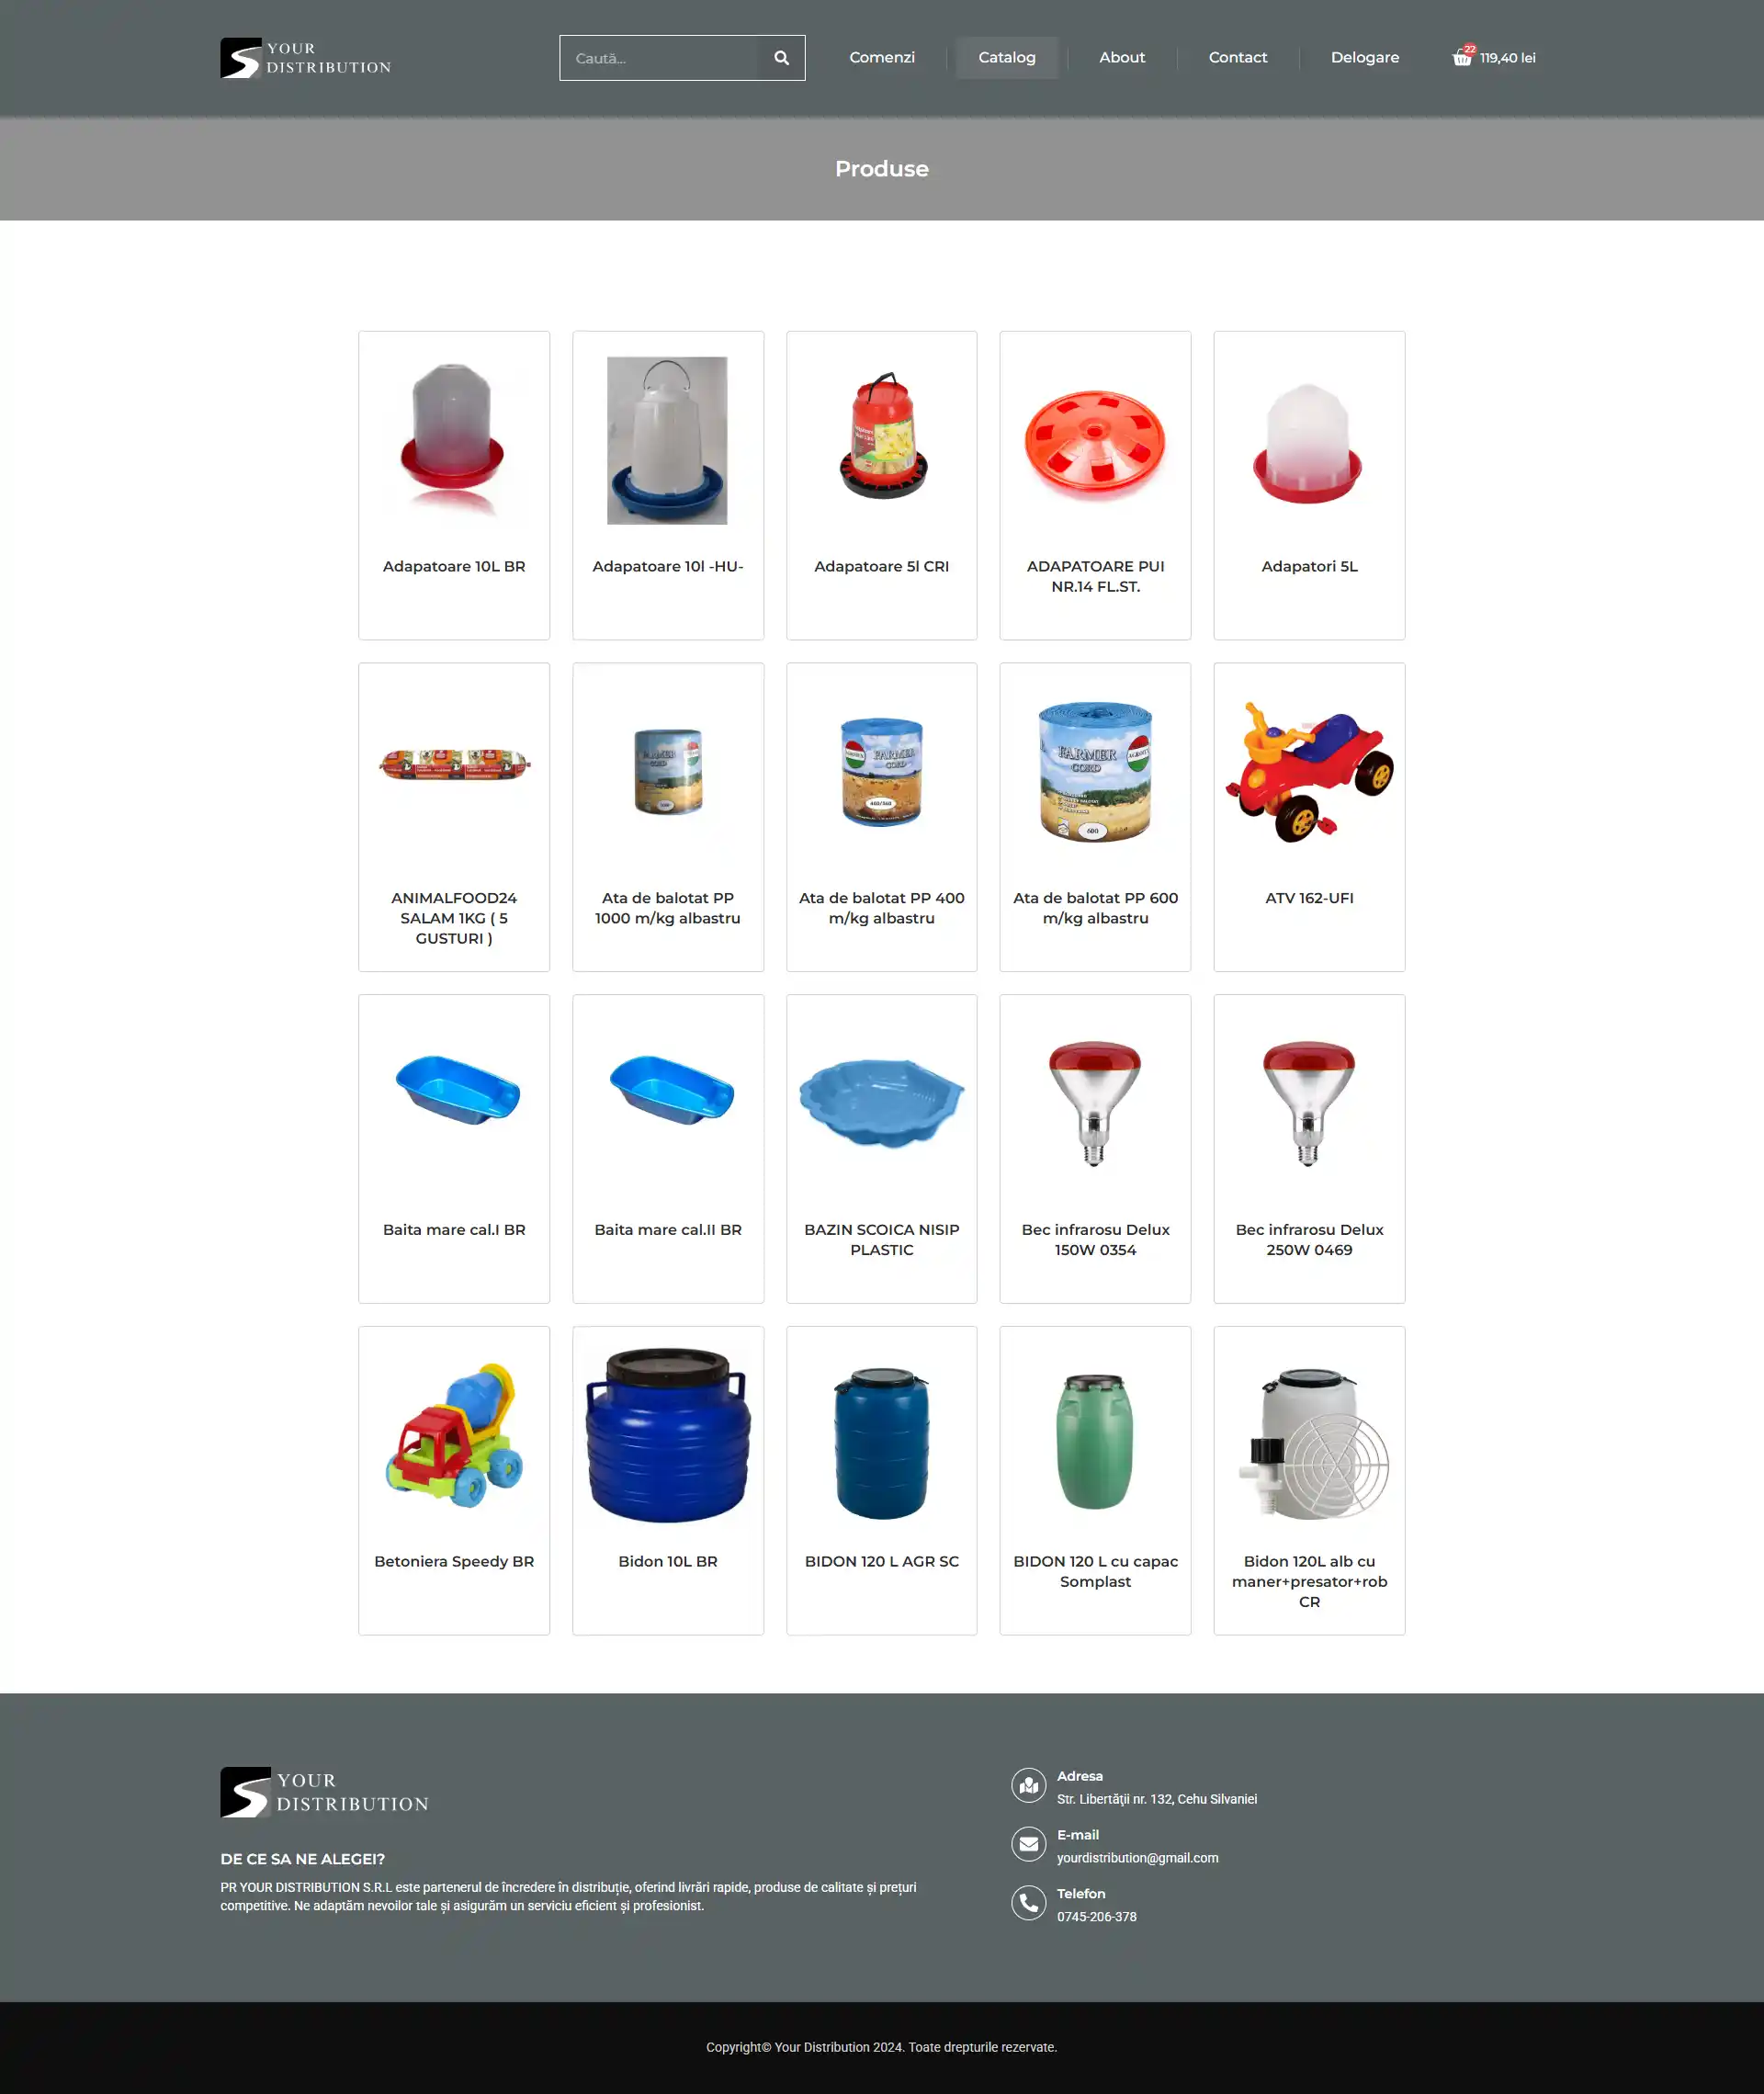 YOUR
DISTRIBUTION
Caută...
Comenzi
Catalog
About
Contact
Delogare
22
119,40 lei
Produse
Adapatoare 10L BR
Adapatoare 10l -HU-
Adapatoare 5l CRI
ADAPATOARE PUI
NR.14 FL.ST.
Adapatori 5L
ANIMALFOOD24
SALAM 1KG ( 5
GUSTURI )
FARMER
CORD
Ata de balotat PP
1000 m/kg albastru
FARMER
CORD
Ata de balotat PP 400
m/kg albastru
FARMER
CORD
600
Ata de balotat PP 600
m/kg albastru
ATV 162-UFI
Baita mare cal.I BR
Baita mare cal.II BR
BAZIN SCOICA NISIP
PLASTIC
Bec infrarosu Delux
150W 0354
Bec infrarosu Delux
250W 0469
Betoniera Speedy BR
Bidon 10L BR
BIDON 120 L AGR SC
BIDON 120 L cu capac
Somplast
Bidon 120L alb cu
maner+presator+rob
CR
YOUR
DISTRIBUTION
DE CE SA NE ALEGEI?
PR YOUR DISTRIBUTION S.R.L este partenerul de încredere în distribuție, oferind livrări rapide, produse de calitate și prețuri
competitive. Ne adaptăm nevoilor tale și asigurăm un serviciu eficient și profesionist.
Adresa
Str. Libertăţii nr. 132, Cehu Silvaniei
E-mail
yourdistribution@gmail.com
Telefon
0745-206-378
Copyright© Your Distribution 2024. Toate drepturile rezervate.